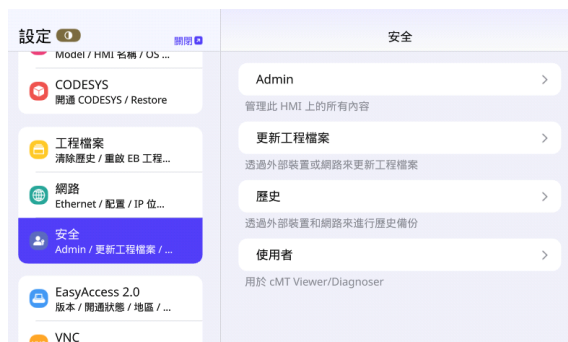 設定
關閉
Model / HMI 名稱 / OS ...
CODESYS
開通 CODESYS / Restore
工程檔案
清除歷史 / 重啟 EB 工程...
網路
Ethernet / 配置 / IP 位...
安全
Admin / 更新工程檔案 / ...
EasyAccess 2.0
版本 / 開通狀態 / 地區 / ...
VNC
安全
Admin
管理此 HMI 上的所有內容
更新工程檔案
透過外部裝置或網路來更新工程檔案
歷史
透過外部裝置和網路來進行歷史備份
使用者
用於 cMT Viewer/Diagnoser